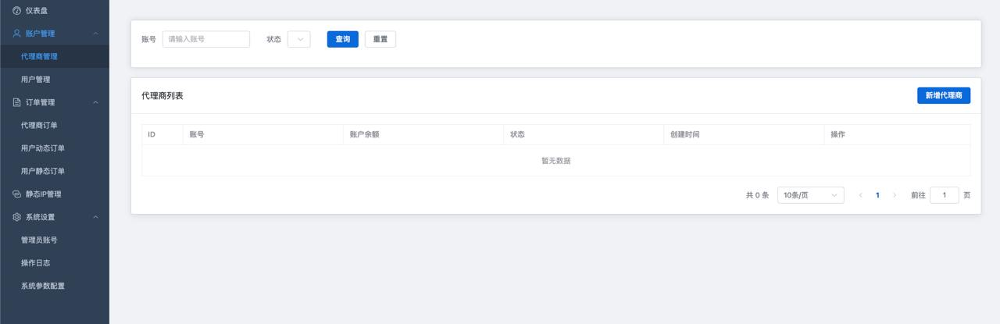 仪表盘
账户管理
代理商管理
用户管理
订单管理
代理商订单
用户动态订单
用户静态订单
静态IP管理
系统设置
管理员账号
操作日志
系统参数配置
账号 请输入账号 状态 查询 重置
代理商列表 新增代理商
ID 账号 账户余额 状态 创建时间 操作
暂无数据
共 0 条 10条/页 1 前往 1 页